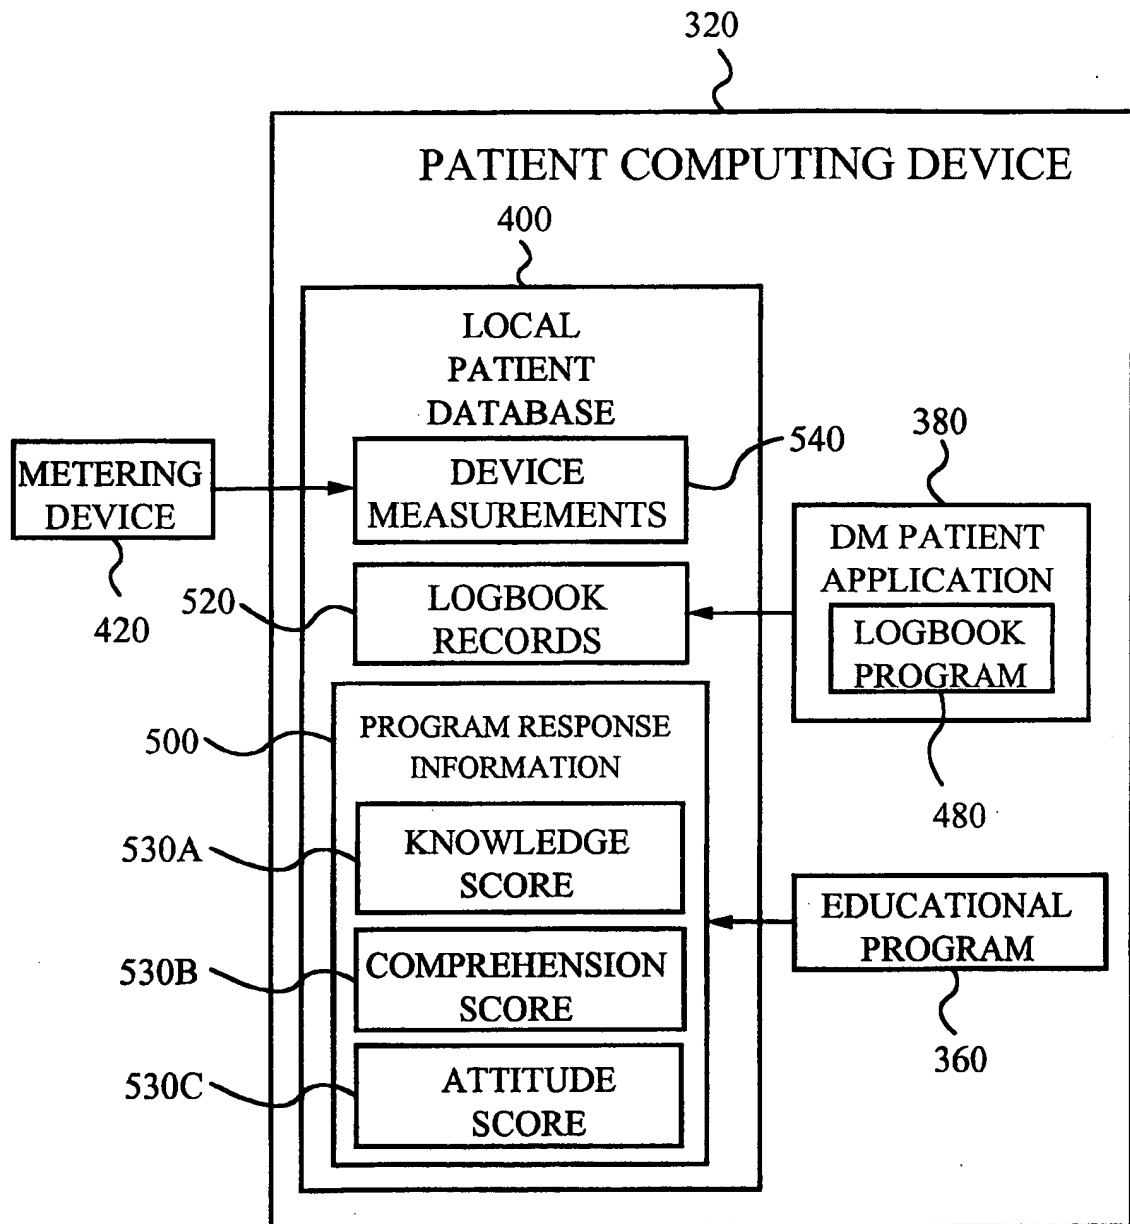 320
PATIENT COMPUTING DEVICE
400
LOCAL
PATIENT
DATABASE
METERING
DEVICE
420
DEVICE
MEASUREMENTS
540
380
DM PATIENT
APPLICATION
LOGBOOK
PROGRAM
480
520
LOGBOOK
RECORDS
500
PROGRAM RESPONSE
INFORMATION
530A
KNOWLEDGE
SCORE
EDUCATIONAL
PROGRAM
360
530B
COMPREHENSION
SCORE
530C
ATTITUDE
SCORE